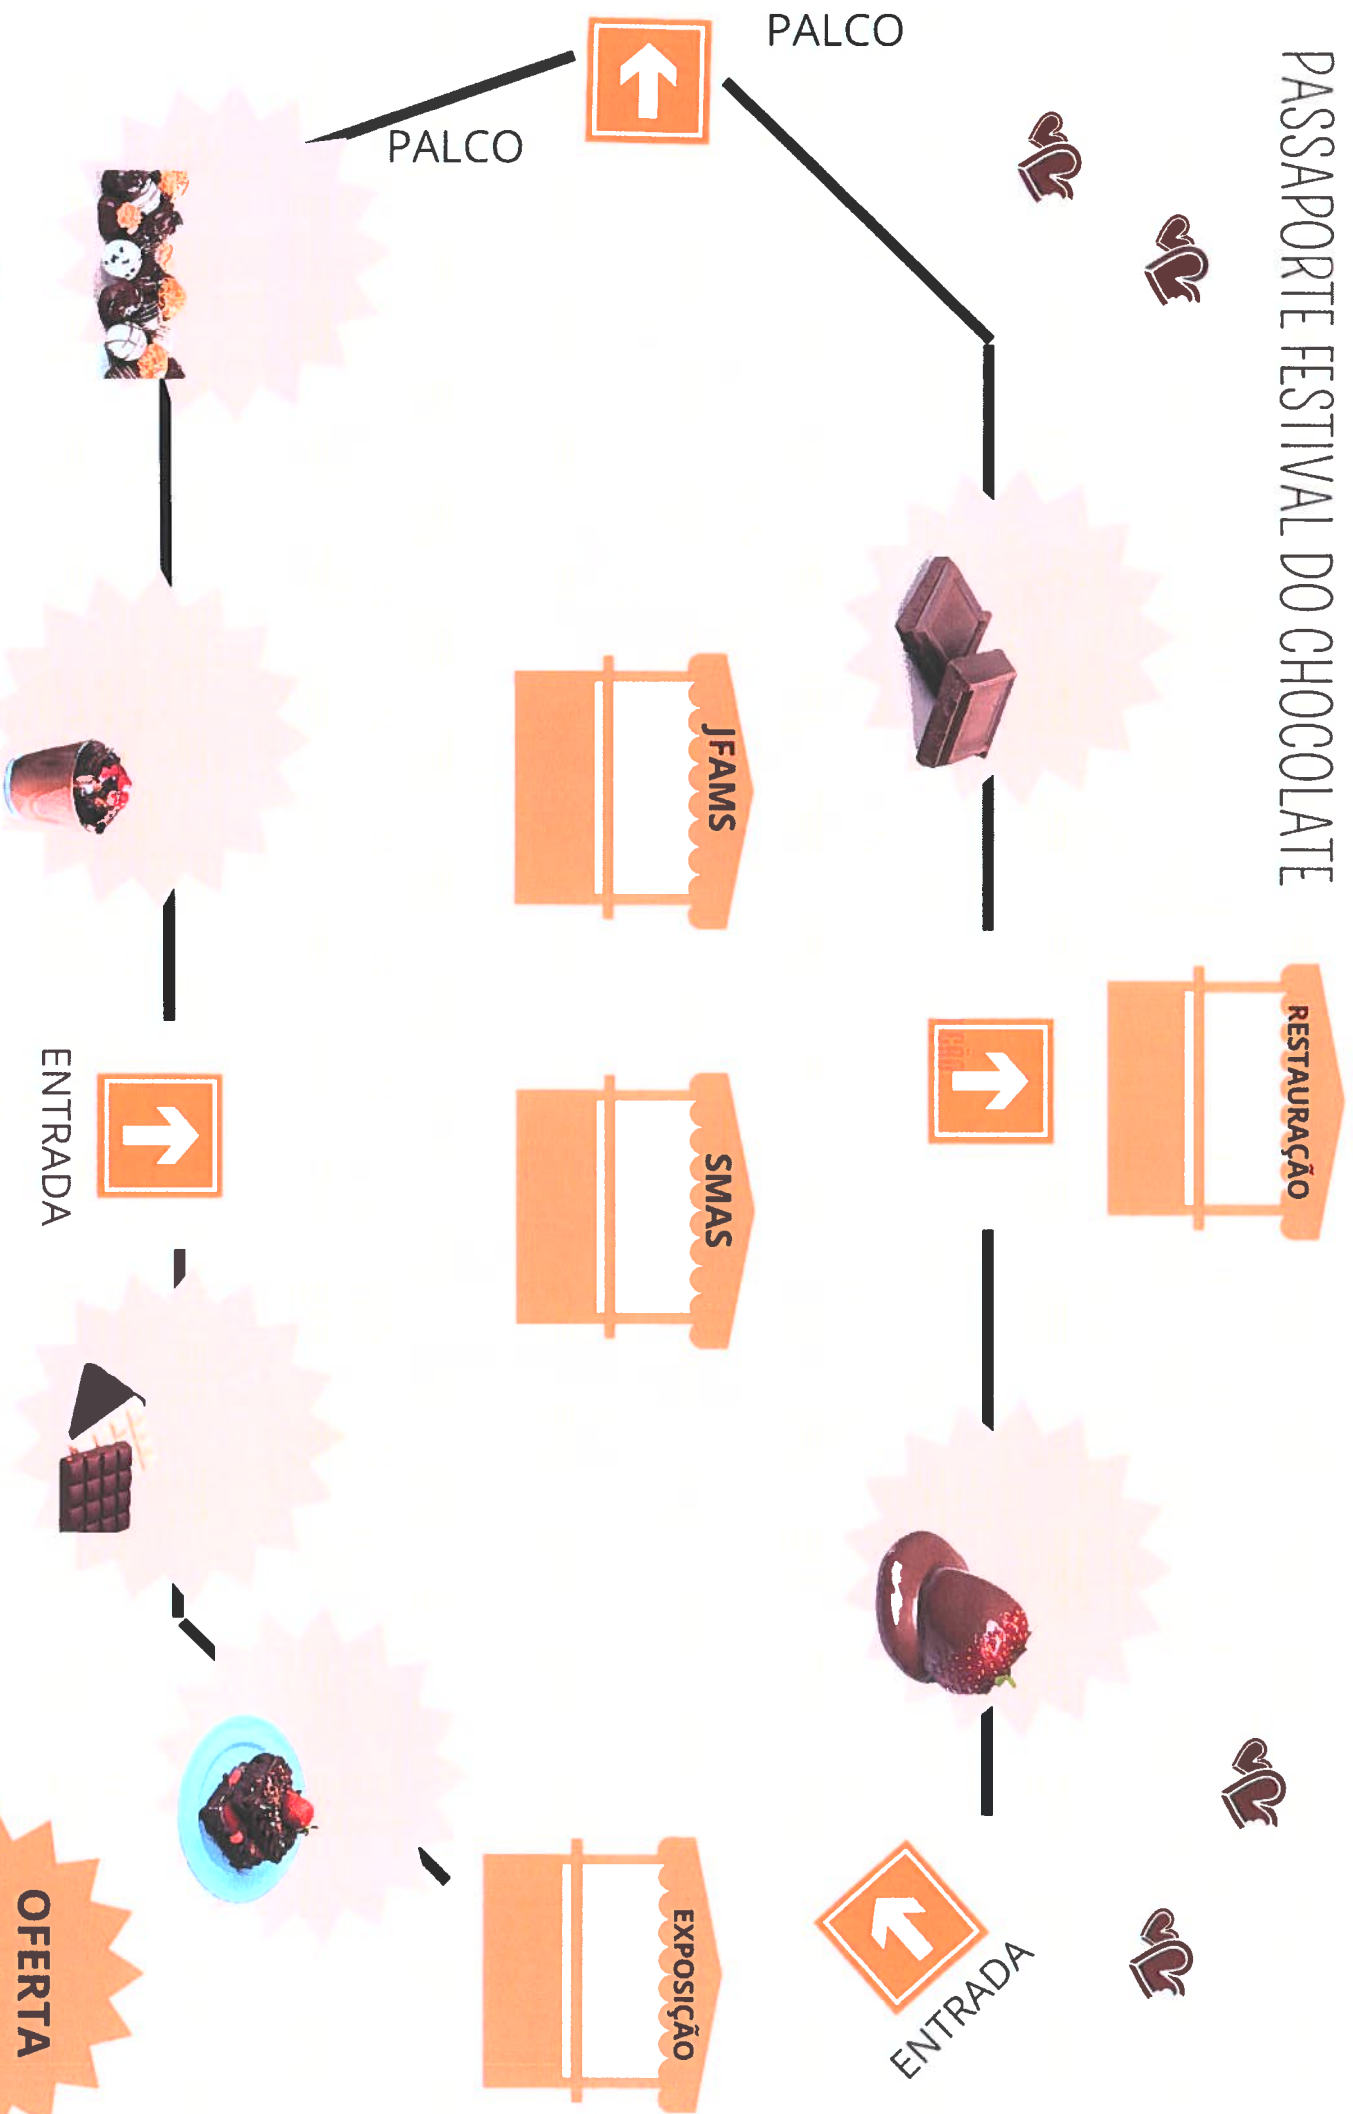 PASSAPORTE FESTIVAL DO CHOCOLATE
RESTAURAÇÃO
PALCO
PALCO
JFAMS
SMAS
EXPOSIÇÃO
ENTRADA
ENTRADA
OFERTA